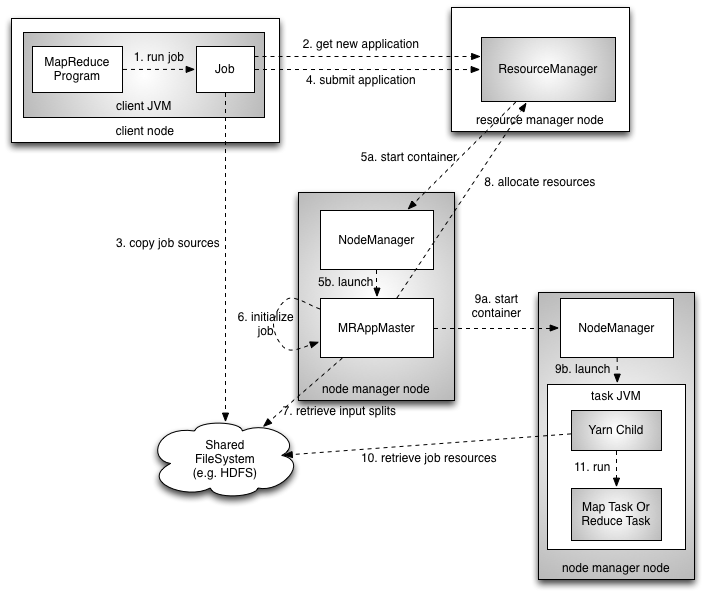 MapReduce
Program
1. run job
Job
client JVM
client node
2. get new application
4. submit application
ResourceManager
resource manager node
5a. start container
8. allocate resources
3. copy job sources
NodeManager
5b. launch
6. initialize
job
MRAppMaster
node manager node
7. retrieve input splits
9a. start
container
NodeManager
9b. launch
task JVM
Yarn Child
11. run
Map Task Or
Reduce Task
node manager node
10. retrieve job resources
Shared
FileSystem
(e.g. HDFS)